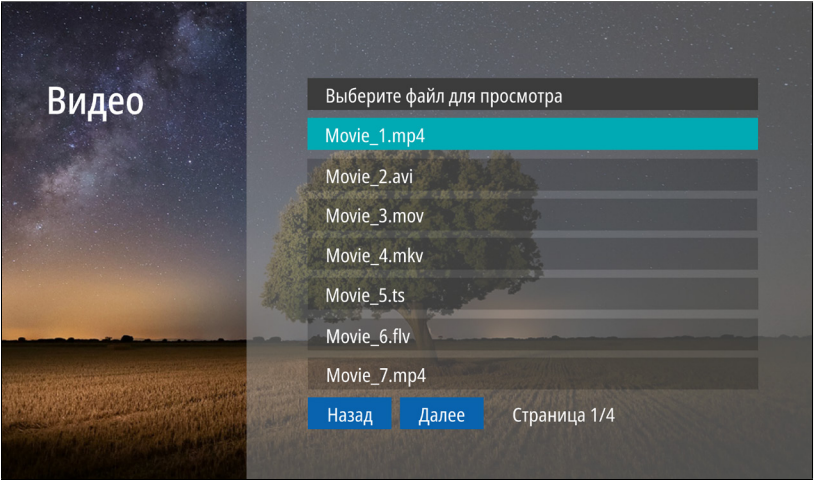 Видео
Выберите файл для просмотра
Movie_1.mp4
Movie_2.avi
Movie_3.mov
Movie_4.mkv
Movie_5.ts
Movie_6.flv
Movie_7.mp4
Назад Далее Страница 1/4